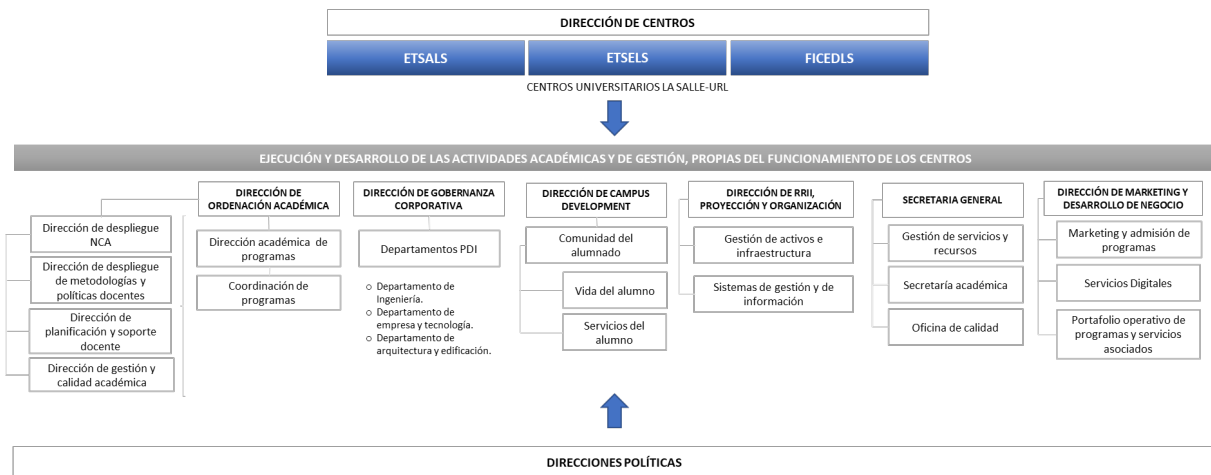 DIRECCIÓN DE CENTROS
ETSALS
ETSELS
FICEDLS
CENTROS UNIVERSITARIOS LA SALLE-URL
EJECUCIÓN Y DESARROLLO DE LAS ACTIVIDADES ACADÉMICAS Y DE GESTIÓN, PROPIAS DEL FUNCIONAMIENTO DE LOS CENTROS
Dirección de despliegue
NCA
Dirección de despliegue
de metodologías y
políticas docentes
Dirección de
planificación y soporte
docente
Dirección de gestión y
calidad académica
DIRECCIÓN DE
ORDENACIÓN ACADÉMICA
Dirección académica de
programas
Coordinación de
programas
DIRECCIÓN DE GOBERNANZA
CORPORATIVA
Departamentos PDI
o Departamento de
Ingeniería.
o Departamento de
empresa y tecnología.
o Departamento de
arquitectura y edificación.
DIRECCIÓN DE CAMPUS
DEVELOPMENT
Comunidad del
alumnado
Vida del alumno
Servicios del
alumno
DIRECCIÓN DE RRII,
PROYECCIÓN Y ORGANIZACIÓN
Gestión de activos e
infraestructura
Sistemas de gestión y de
información
SECRETARIA GENERAL
Gestión de servicios y
recursos
Secretaría académica
Oficina de calidad
DIRECCIÓN DE MARKETING Y
DESARROLLO DE NEGOCIO
Marketing y admisión de
programas
Servicios Digitales
Portafolio operativo de
programas y servicios
asociados
DIRECCIONES POLÍTICAS